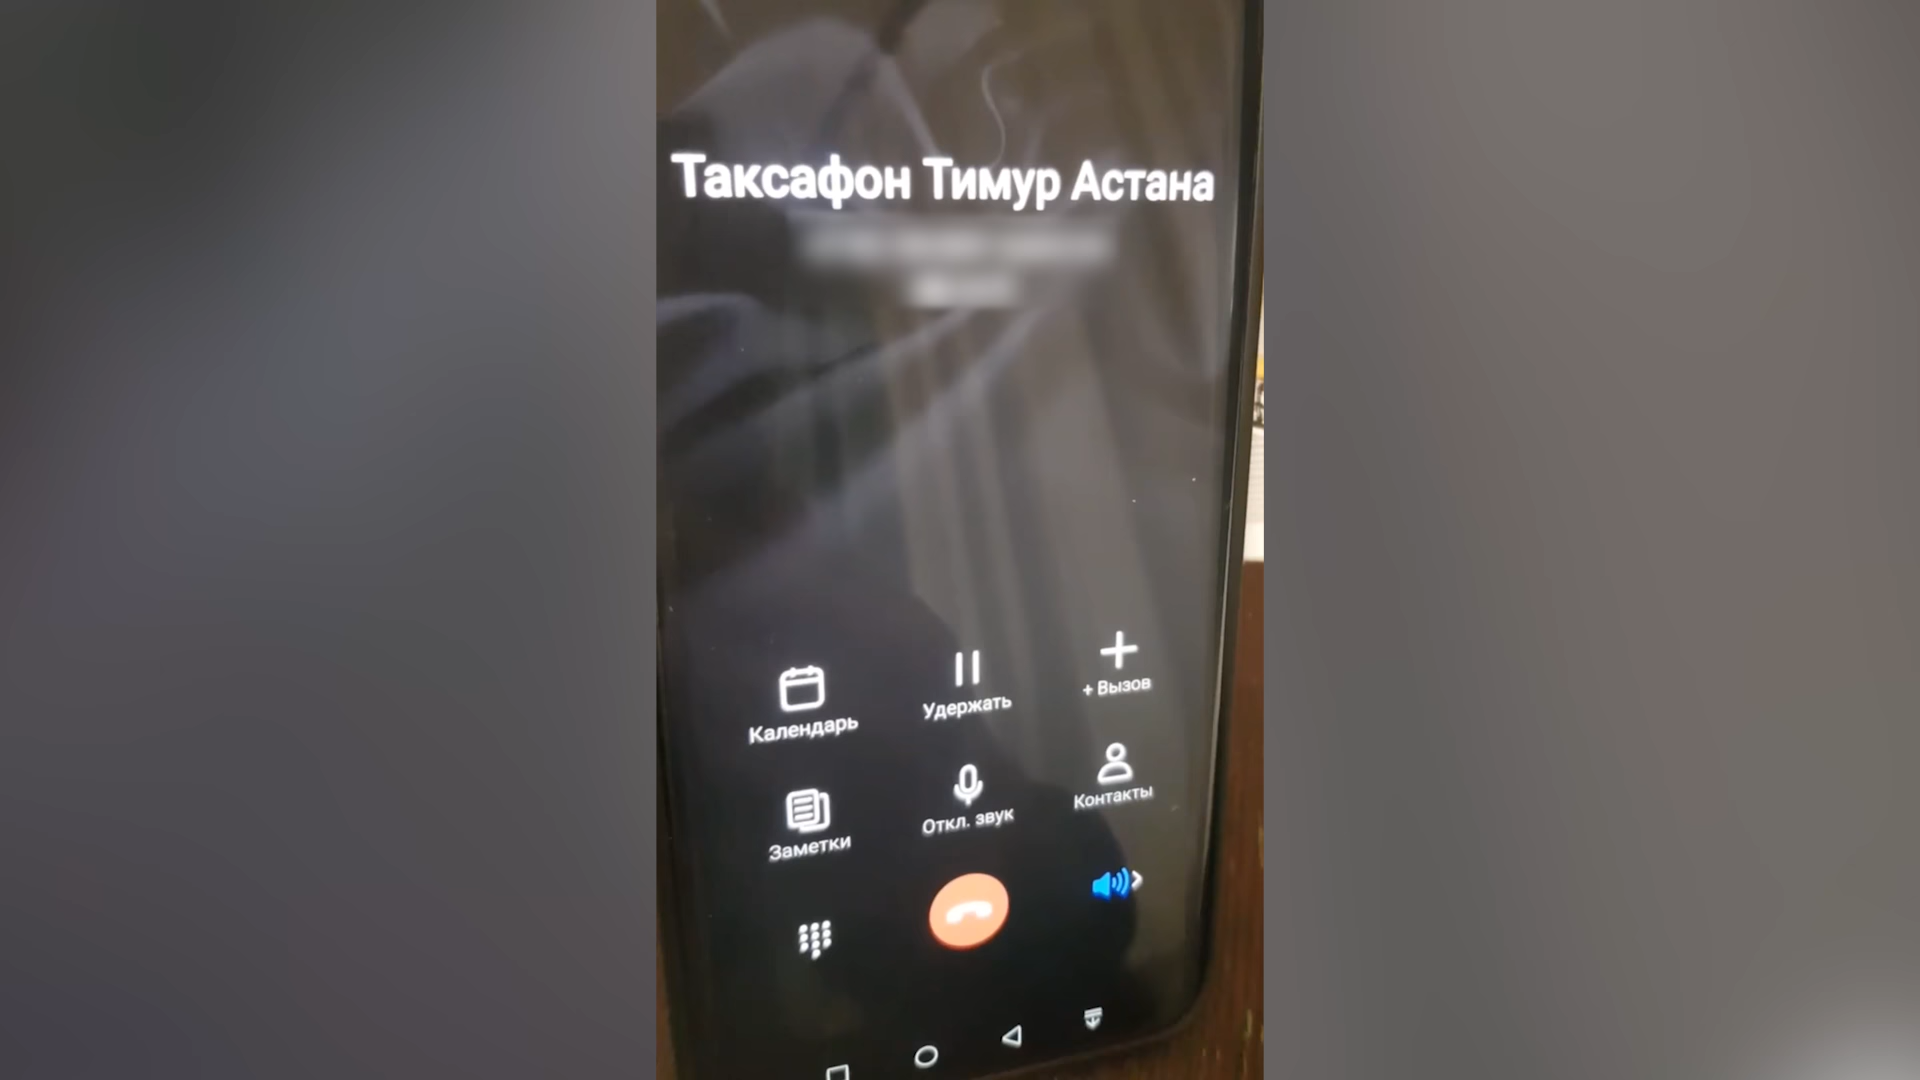 Таксафон Тимур Астана
Календарь
Удержать
+ Вызов
Заметки
Откл. звук
Контакты